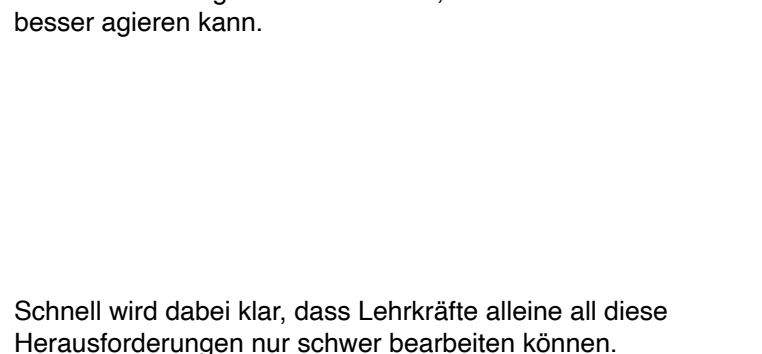 besser agieren kann.
Schnell wird dabei klar, dass Lehrkräfte alleine all diese
Herausforderungen nur schwer bearbeiten können.